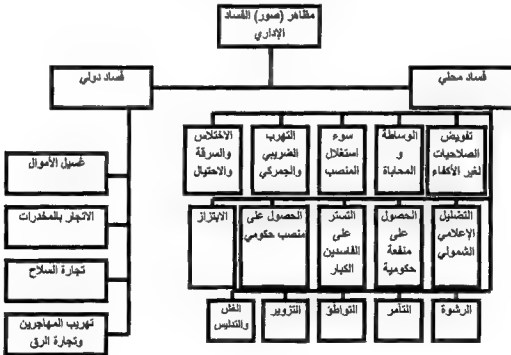 مظاهر (صور) الفساد
الإداري
فساد محلي
فساد دولي
تفويض
الصلاحيات
لغير الأكفاء
الوساطة
و
المحاباة
سوء
استغلال
المنصب
التهرب
الضريبي
والجمركي
الاختلاس
والسرقة
والاحتيال
التضليل
الإعلامي
الشمولي
الحصول
على
منفعة
حكومية
التستر
على
الفاسدين
الكبار
الحصول على
منصب حكومي
الابتزاز
الرشوة
التآمر
التواطؤ
التزوير
الغش
والتدليس
غسيل الأموال
الاتجار بالمخدرات
تجارة السلاح
تهريب المهاجرين
وتجارة الرق